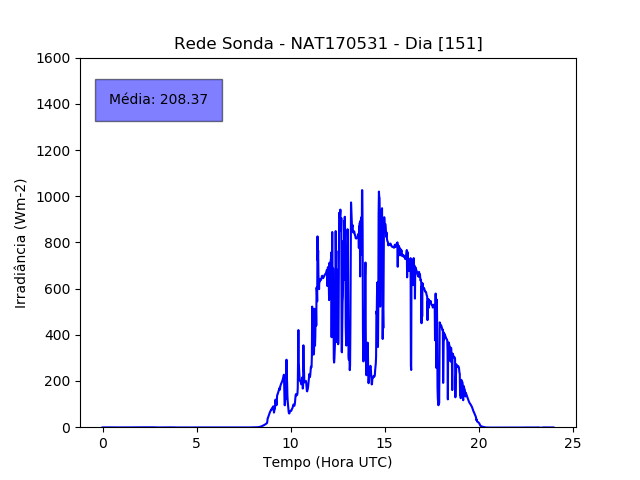 Rede Sonda - NAT170531 - Dia [151]
1600
1400
1200
1000
800
600
400
200
0
Irradiância (Wm-2)
Média: 208.37
0 5 10 15 20 25
Tempo (Hora UTC)